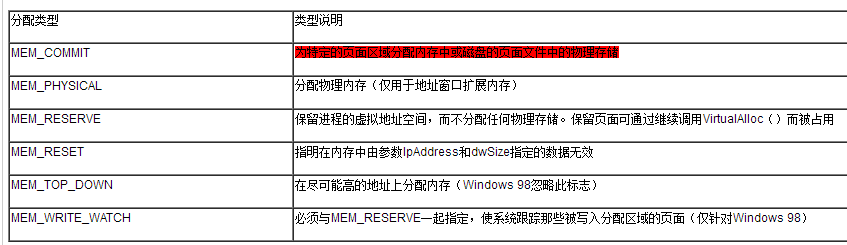 分配类型 类型说明
MEM_COMMIT 为特定的页面区域分配内存中或磁盘的页面文件中的物理存储
MEM_PHYSICAL 分配物理内存（仅用于地址窗口扩展内存）
MEM_RESERVE 保留进程的虚拟地址空间，而不分配任何物理存储。保留页面可通过继续调用VirtualAlloc（）而被占用
MEM_RESET 指明在内存中由参数lpAddress和dwSize指定的数据无效
MEM_TOP_DOWN 在尽可能高的地址上分配内存（Windows 98忽略此标志）
MEM_WRITE_WATCH 必须与MEM_RESERVE一起指定，使系统跟踪那些被写入分配区域的页面（仅针对Windows 98）